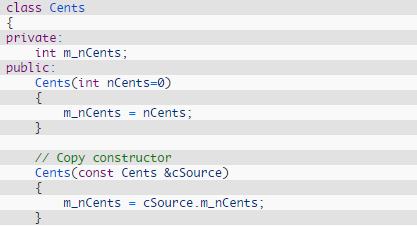 class Cents
{
private:
    int m_nCents;
public:
    Cents(int nCents=0)
    {
        m_nCents = nCents;
    }

    // Copy constructor
    Cents(const Cents &cSource)
    {
        m_nCents = cSource.m_nCents;
    }